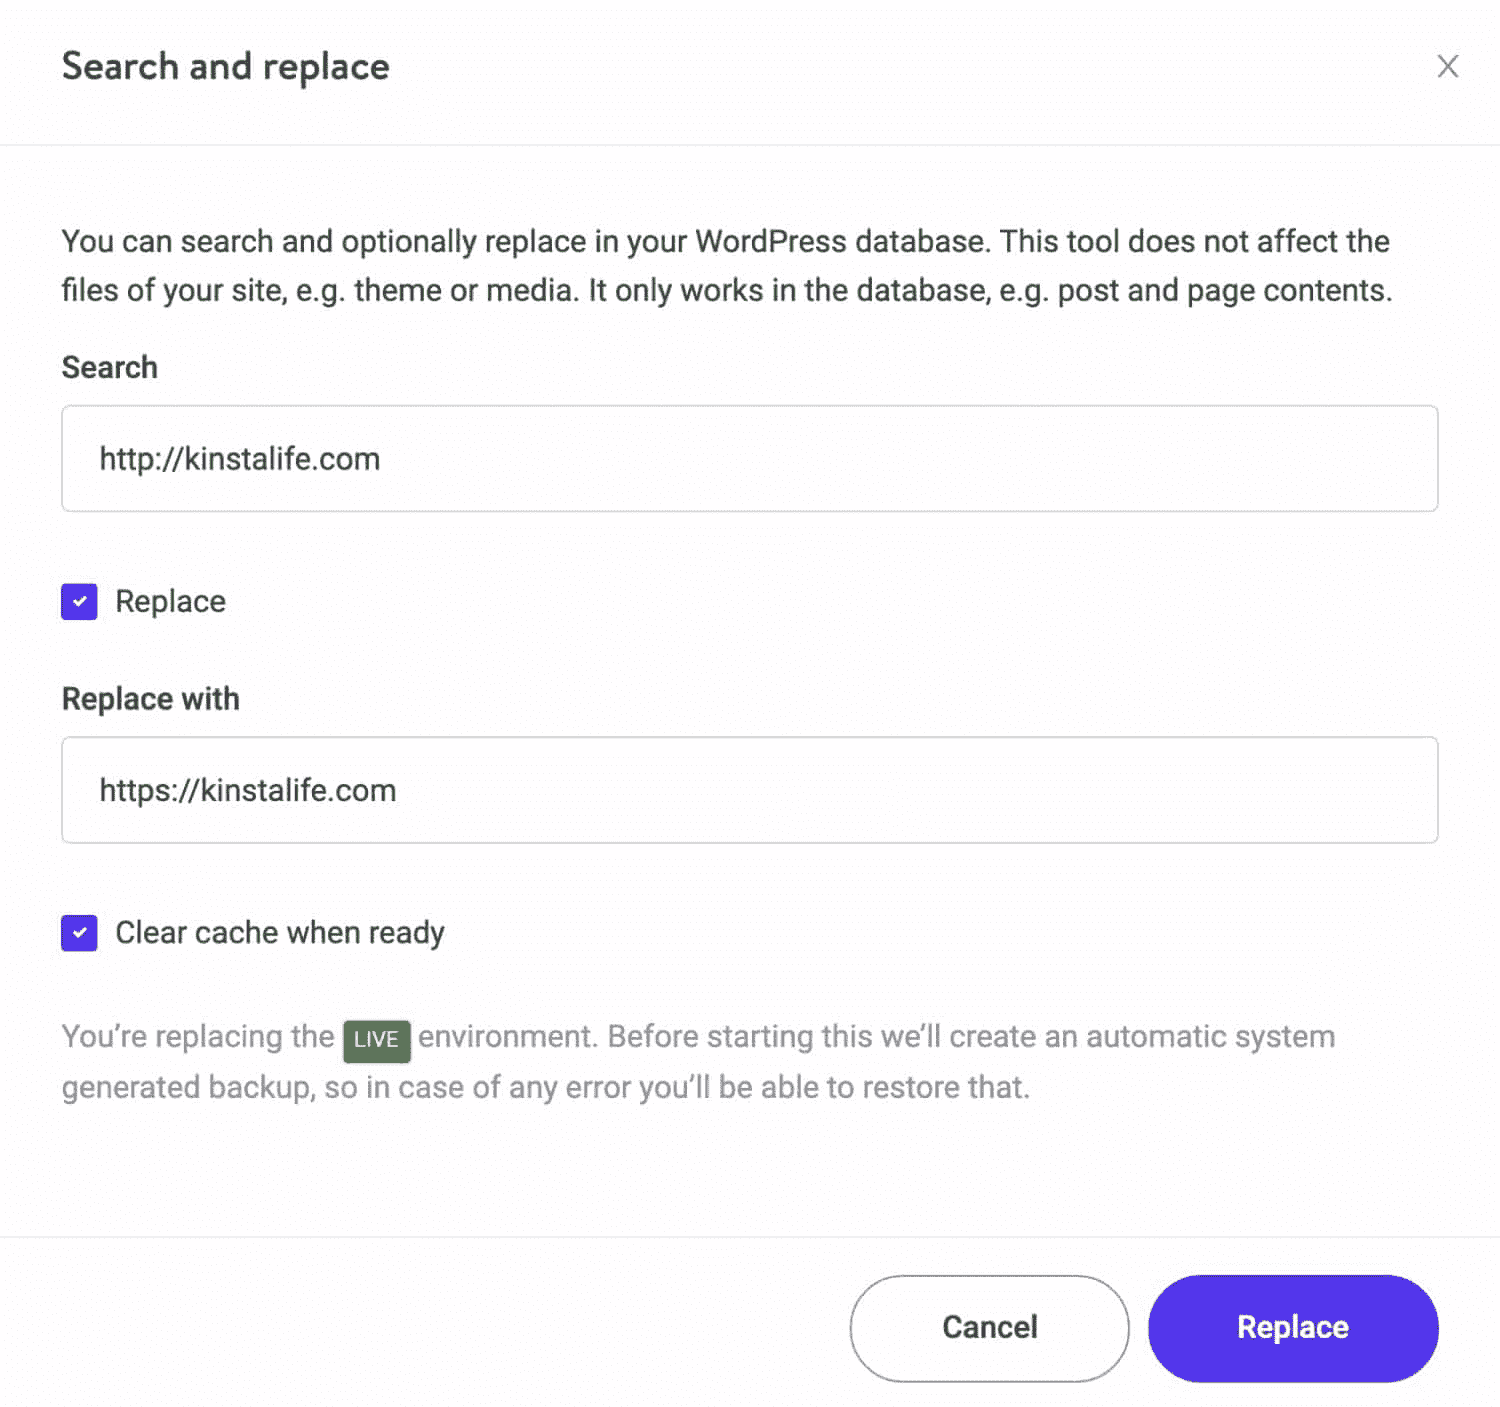 Search and replace
You can search and optionally replace in your WordPress database. This tool does not affect the
files of your site, e.g. theme or media. It only works in the database, e.g. post and page contents.
Search
http://kinstalife.com
Replace
Replace with
https://kinstalife.com
Clear cache when ready
You’re replacing the LIVE environment. Before starting this we’ll create an automatic system
generated backup, so in case of any error you’ll be able to restore that.
Cancel Replace